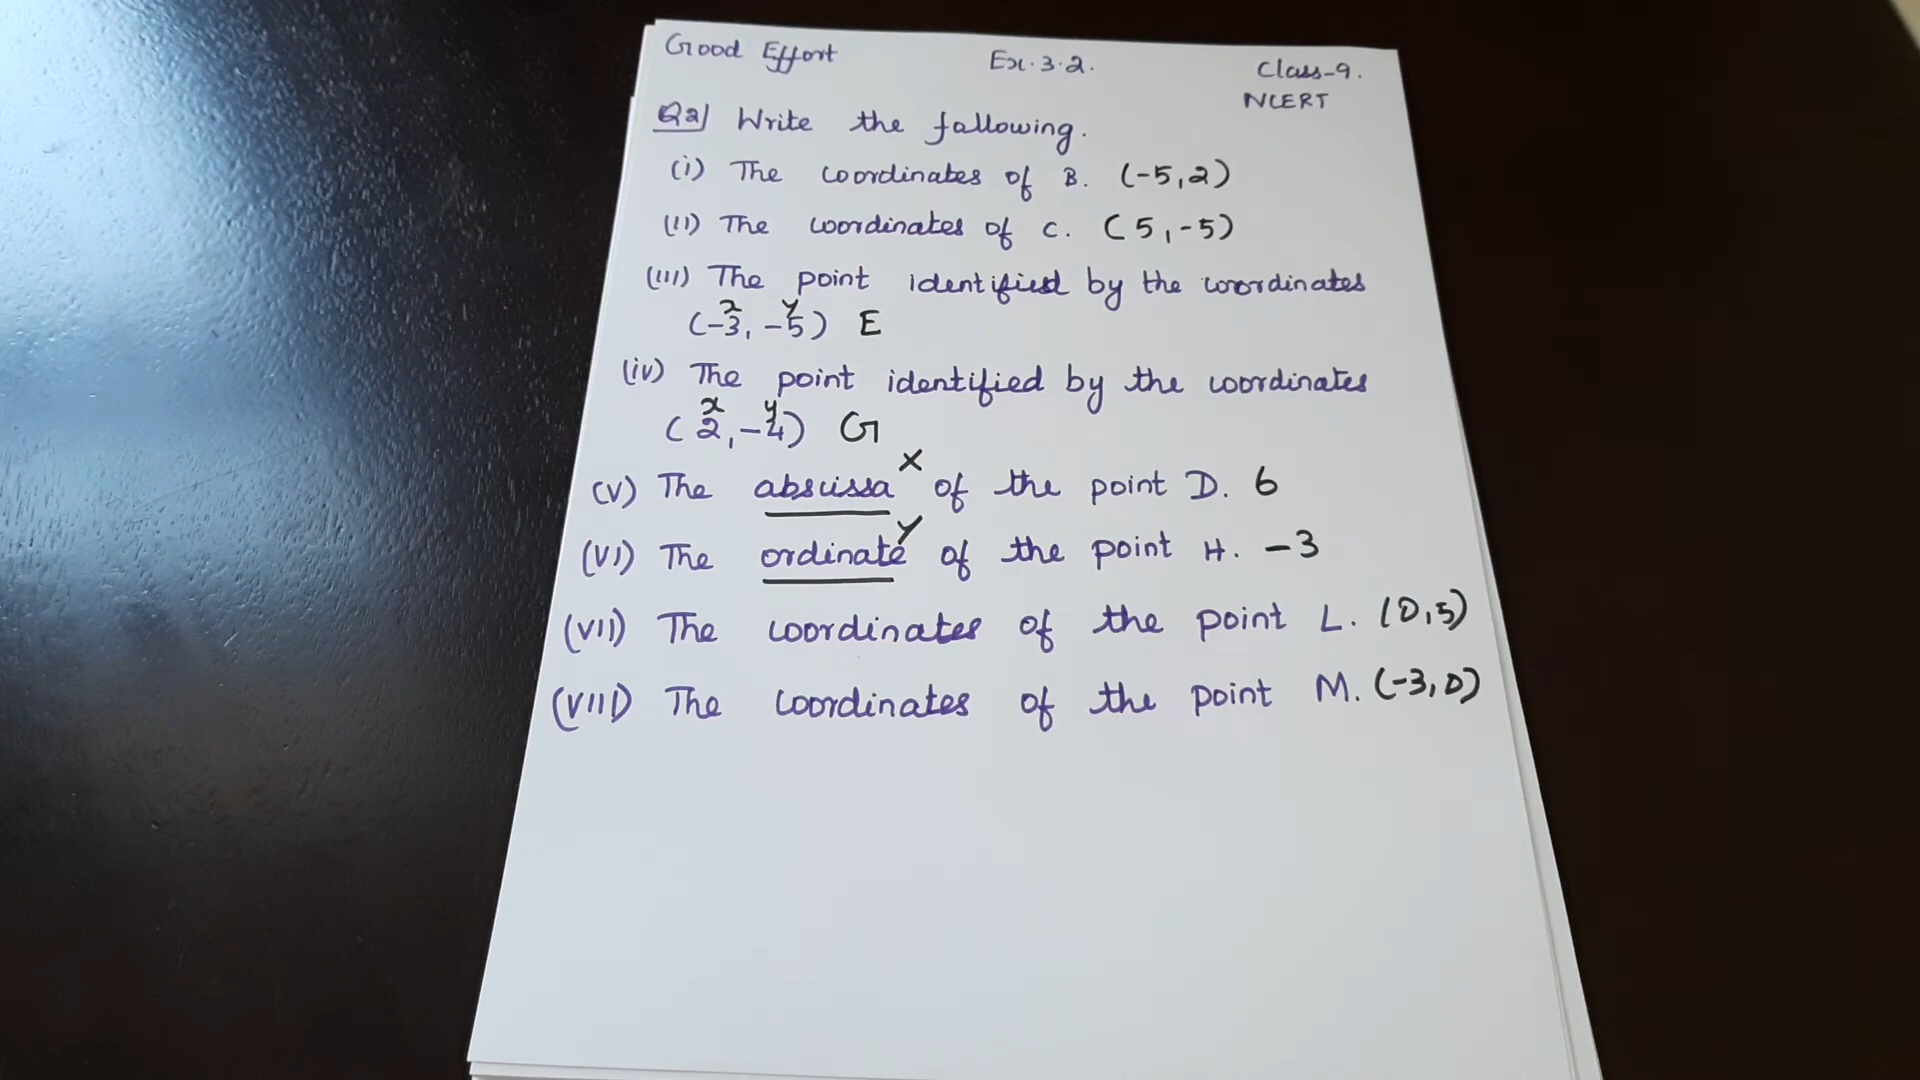 Good Effort Ex.3.2. Class-9.
NCERT
Q2/ Write the following.
(i) The coordinates of B. (-5,2)
(ii) The coordinates of C. (5,-5)
(iii) The point identified by the coordinates
x y
(-3, -5) E
(iv) The point identified by the coordinates
x y
(2,-4) G
x
(v) The abscissa of the point D. 6
y
(vi) The ordinate of the point H. -3
(vii) The coordinates of the point L. (0,5)
(viii) The coordinates of the point M. (-3,0)